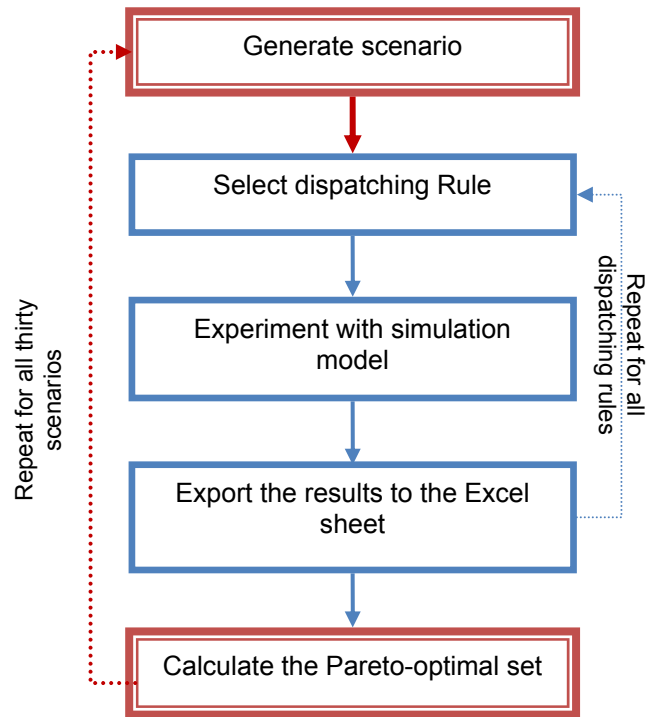 Generate scenario
Select dispatching Rule
Experiment with simulation
model
Export the results to the Excel
sheet
Calculate the Pareto-optimal set
Repeat for all thirty
scenarios
Repeat for all
dispatching rules